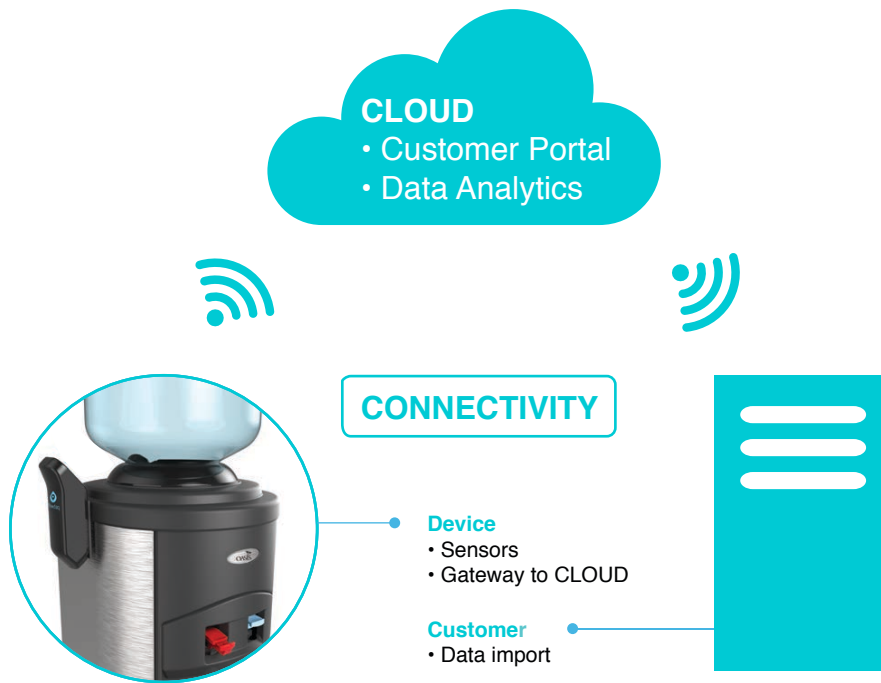 CLOUD
• Customer Portal
• Data Analytics
CONNECTIVITY
Device
• Sensors
• Gateway to CLOUD
Customer
• Data import